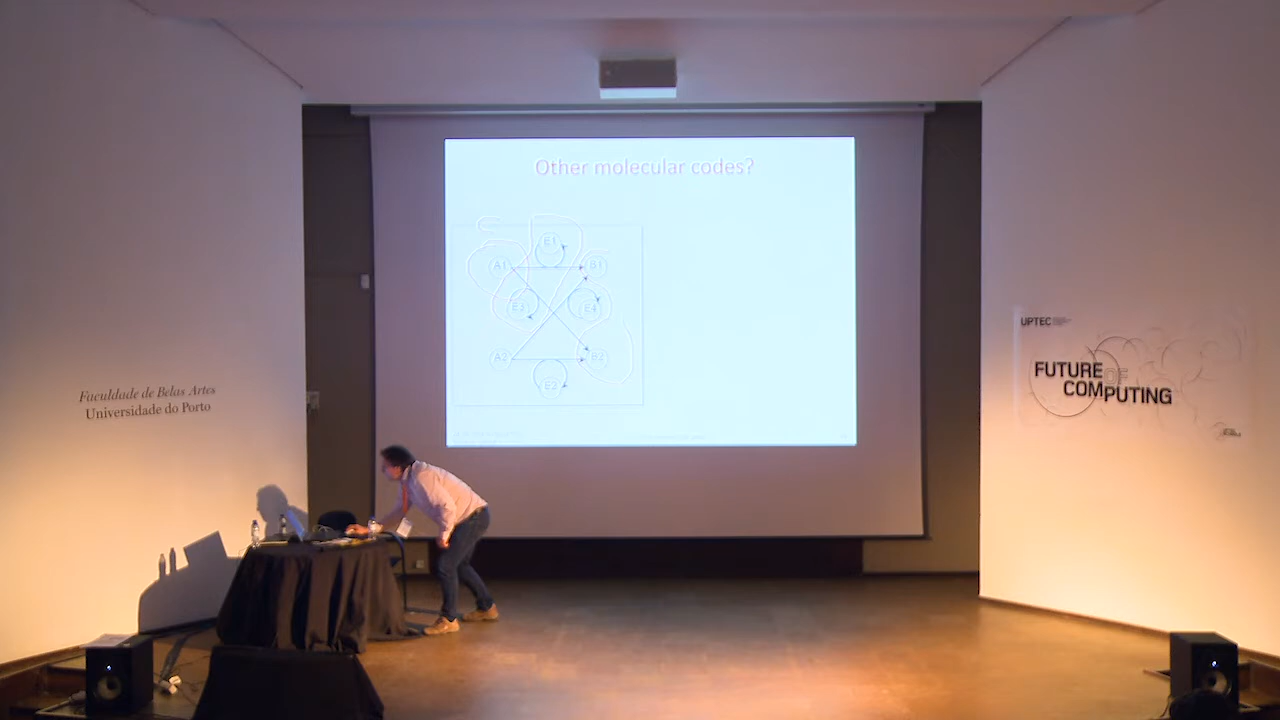 Other molecular codes?
E1
A1
B1
E3
E4
A2
B2
E2
Faculdade de Belas Artes
Universidade do Porto
UPTEC
FUTURE OF
COMPUTING